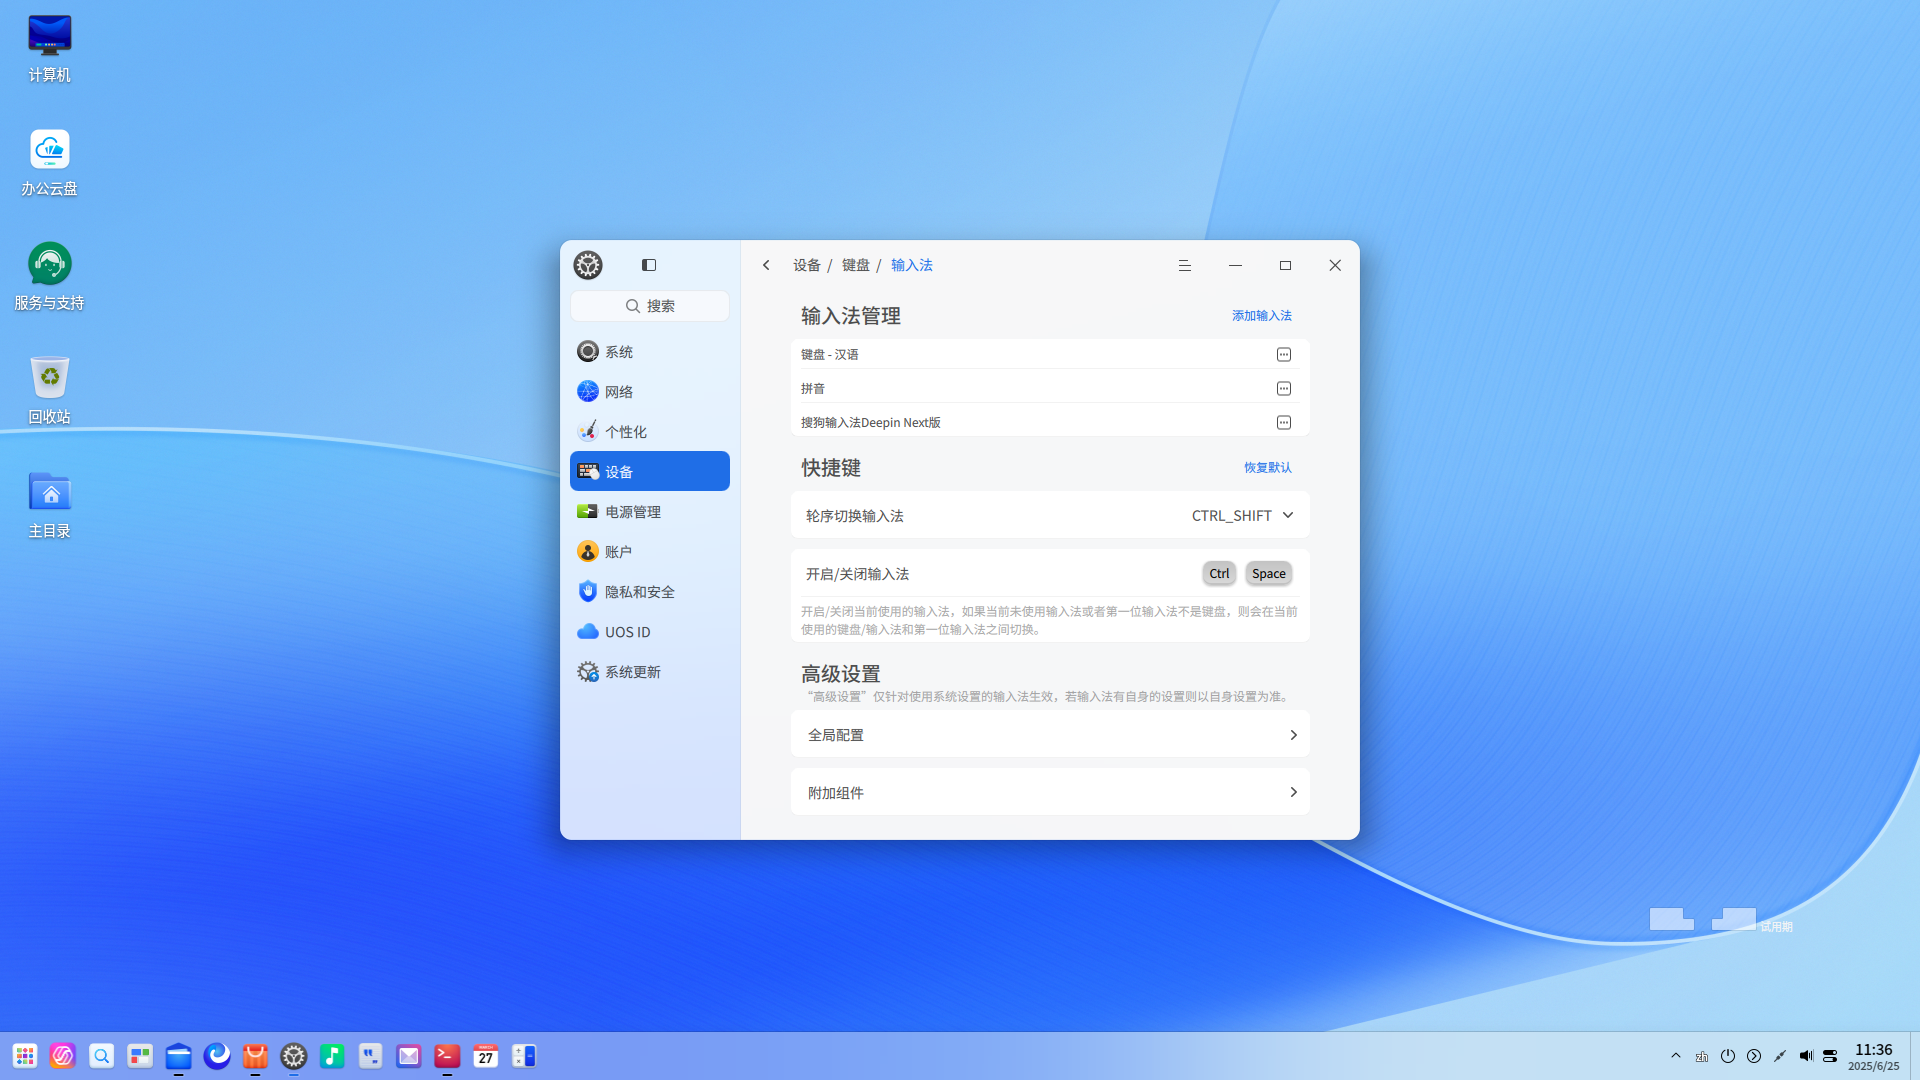 计算机
办公云盘
服务与支持
回收站
主目录
设备 / 键盘 / 输入法
搜索
系统
网络
个性化
设备
电源管理
账户
隐私和安全
UOS ID
系统更新
输入法管理
添加输入法
键盘 - 汉语
拼音
搜狗输入法Deepin Next版
快捷键
恢复默认
轮序切换输入法
CTRL_SHIFT
开启/关闭输入法
Ctrl Space
开启/关闭当前使用的输入法，如果当前未使用输入法或者第一位输入法不是键盘，则会在当前
使用的键盘/输入法和第一位输入法之间切换。
高级设置
“高级设置”仅针对使用系统设置的输入法生效，若输入法有自身的设置则以自身设置为准。
全局配置
附加组件
试用期
MARCH
27
zh
11:36
2025/6/25